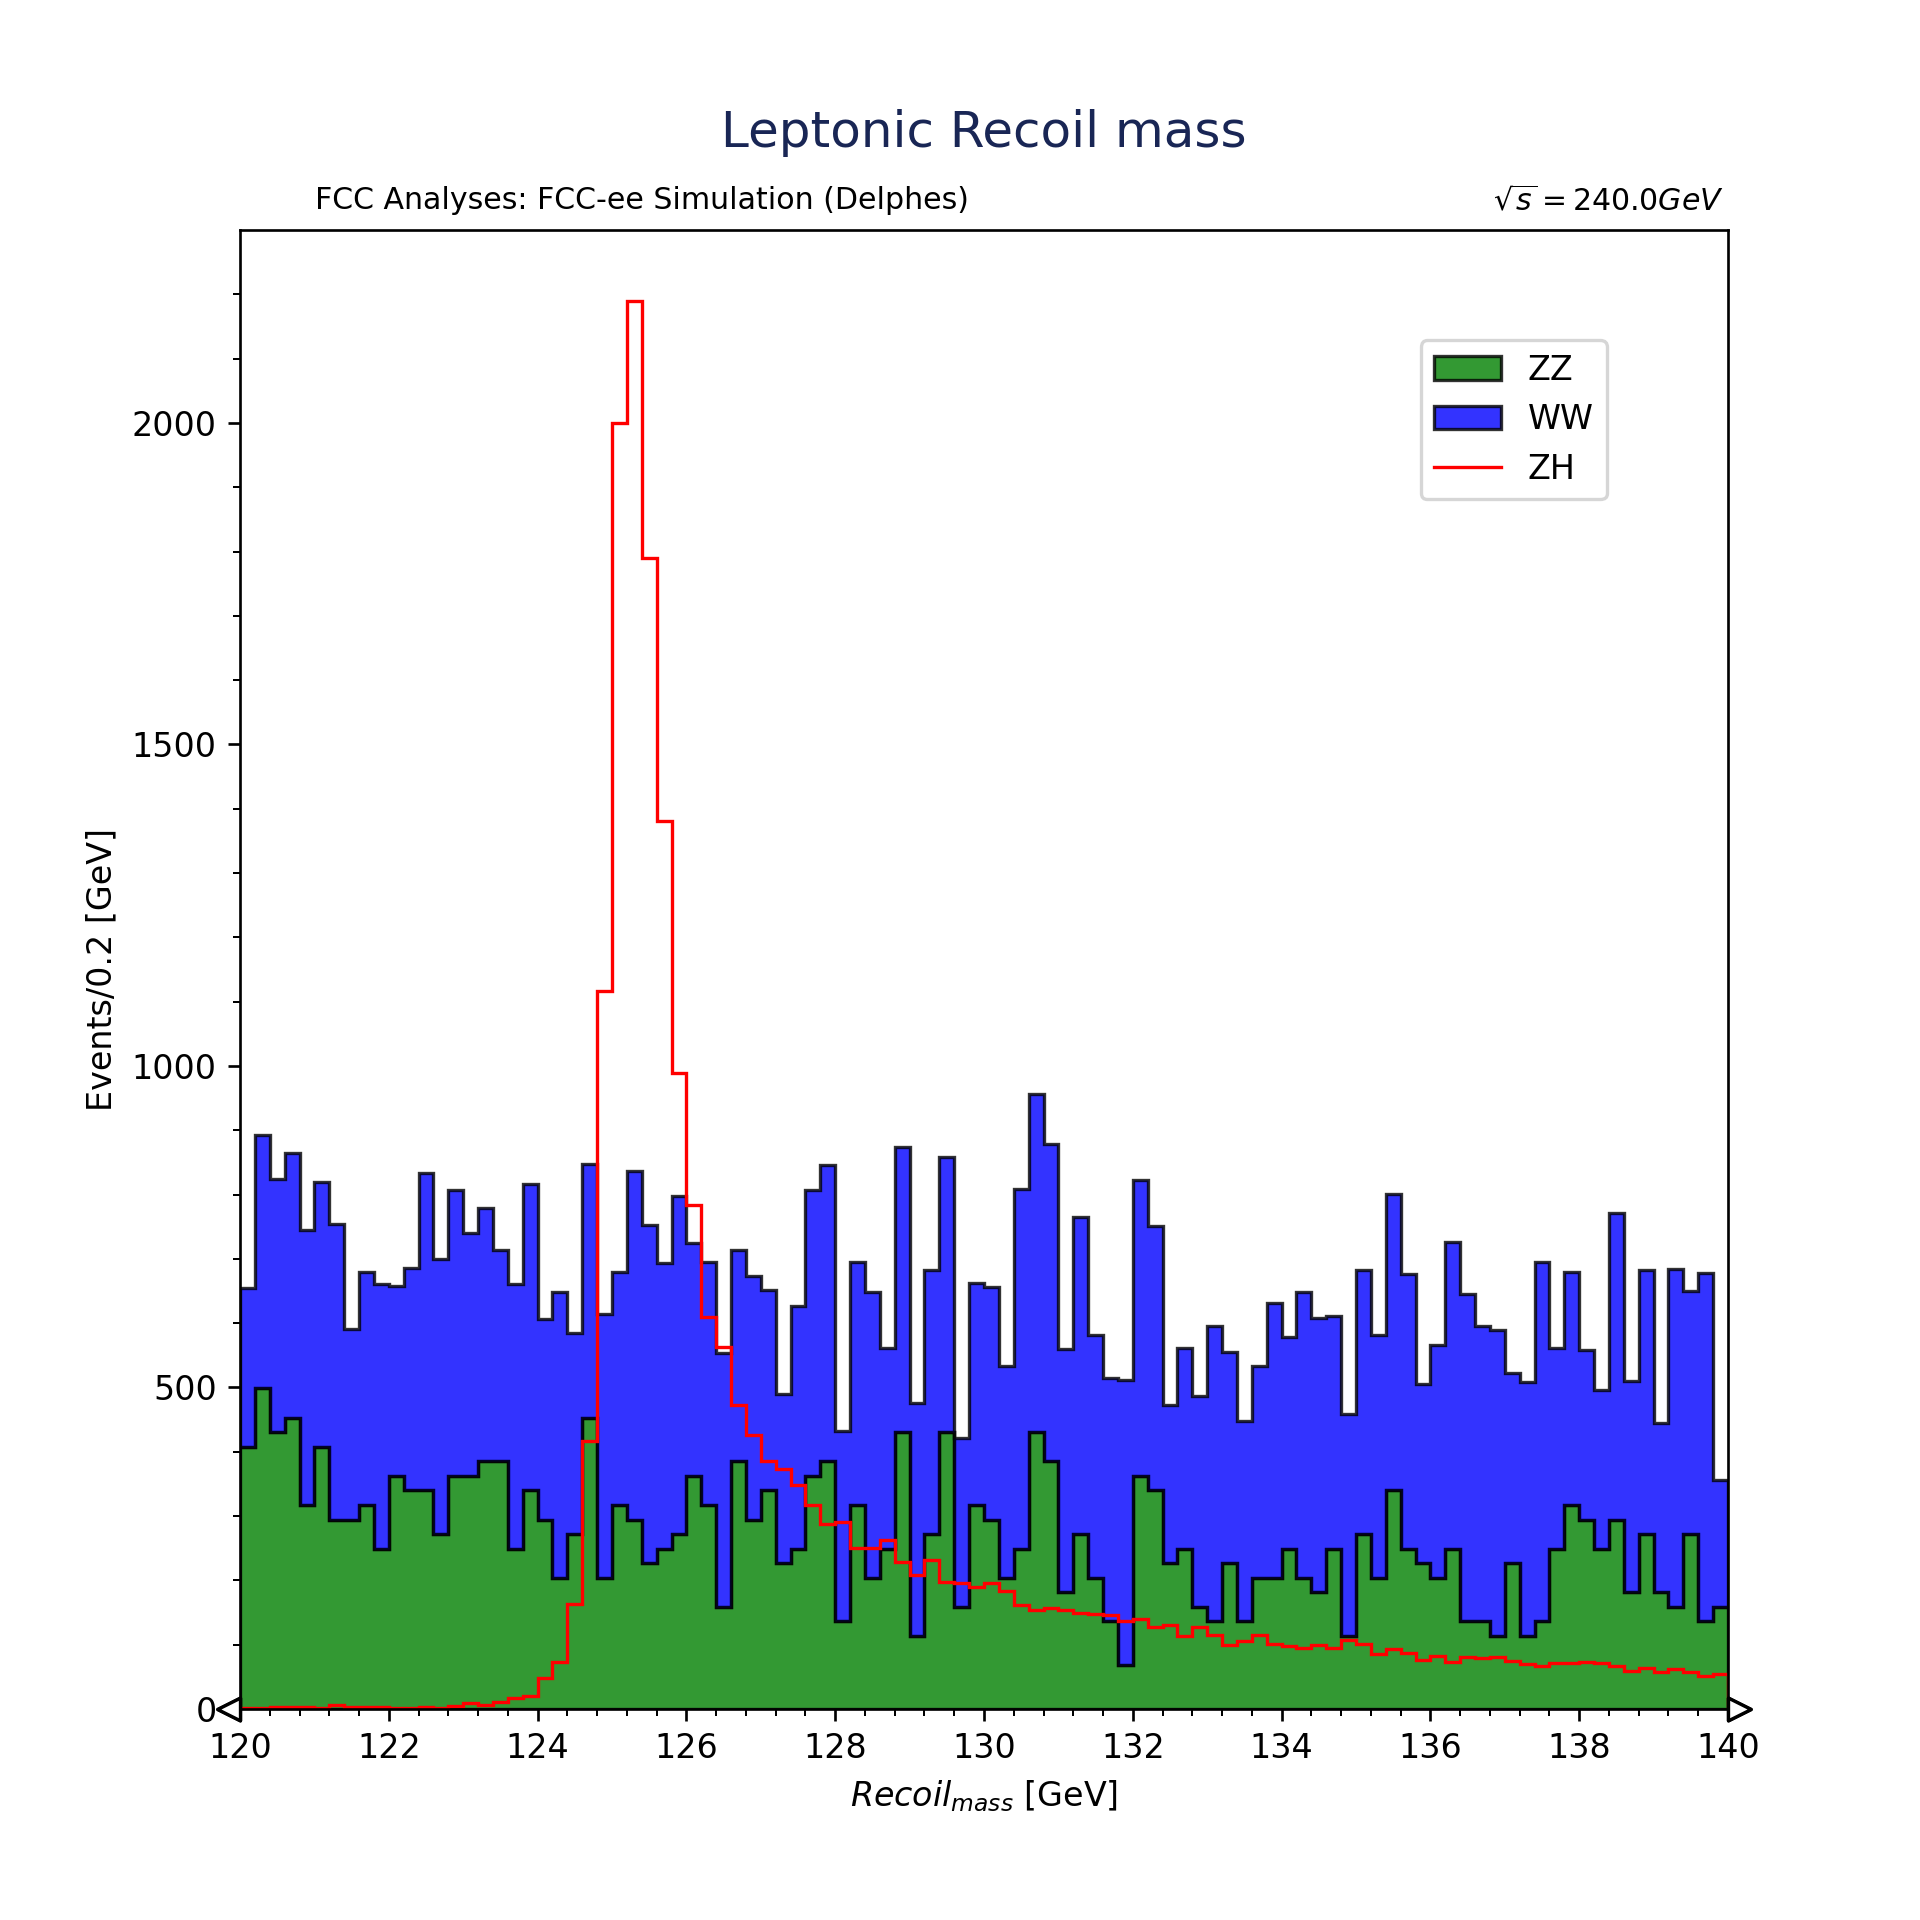 Leptonic Recoil mass
FCC Analyses: FCC-ee Simulation (Delphes)
√s = 240.0GeV
ZZ
WW
ZH
Events/0.2 [GeV]
2000
1500
1000
500
0
120 122 124 126 128 130 132 134 136 138 140
Recoil_mass [GeV]